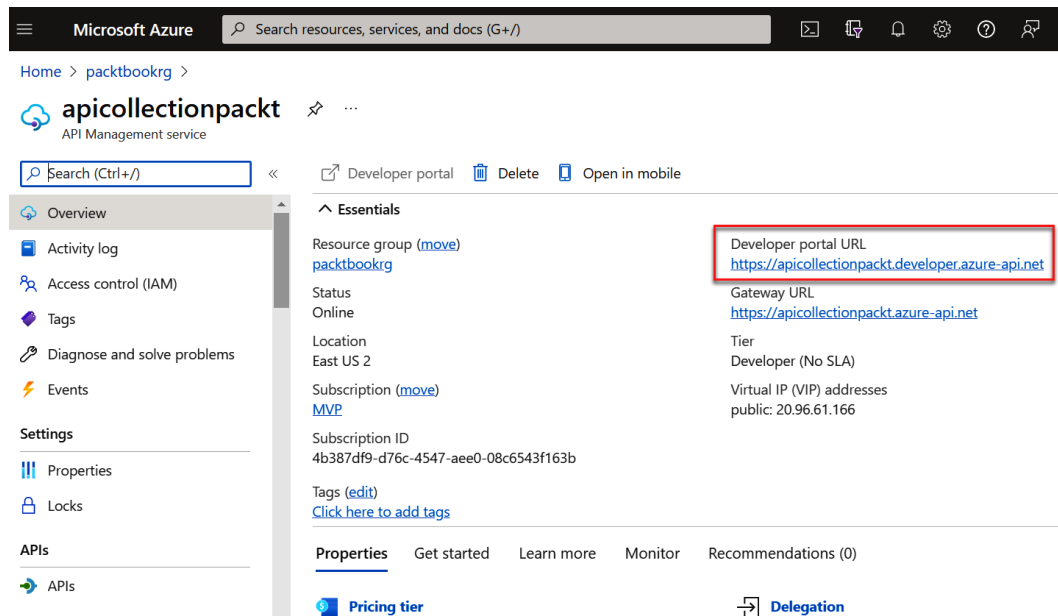 Microsoft Azure
Search resources, services, and docs (G+/)
Home > packtbookrg >
apicollectionpackt
...
API Management service
Search (Ctrl+/)
«
Developer portal
Delete
Open in mobile
Overview
Activity log
Access control (IAM)
Tags
Diagnose and solve problems
Events
Settings
Properties
Locks
APIs
APIs
Essentials
Resource group (move)
packtbookrg
Status
Online
Location
East US 2
Subscription (move)
MVP
Subscription ID
4b387df9-d76c-4547-aee0-08c6543f163b
Tags (edit)
Click here to add tags
Developer portal URL
https://apicollectionpackt.developer.azure-api.net
Gateway URL
https://apicollectionpackt.azure-api.net
Tier
Developer (No SLA)
Virtual IP (VIP) addresses
public: 20.96.61.166
Properties
Get started
Learn more
Monitor
Recommendations (0)
Pricing tier
Delegation